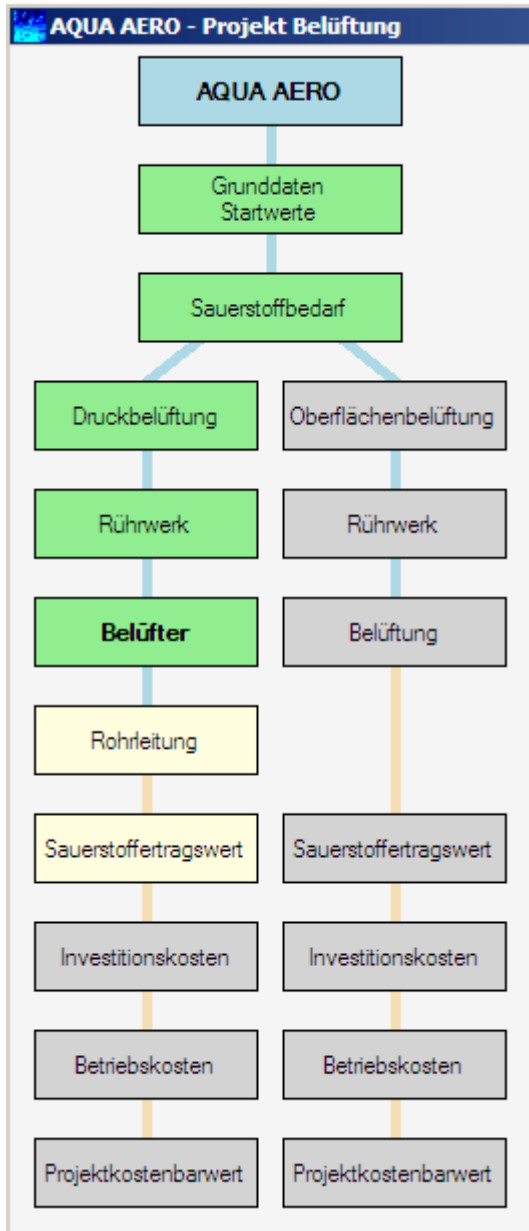 AQUA AERO - Projekt Belüftung
AQUA AERO
Grunddaten
Startwerte
Sauerstoffbedarf
Druckbelüftung
Oberflächenbelüftung
Rührwerk
Rührwerk
Belüfter
Belüftung
Rohrleitung
Sauerstoffertragswert
Sauerstoffertragswert
Investitionskosten
Investitionskosten
Betriebskosten
Betriebskosten
Projektkostenbarwert
Projektkostenbarwert